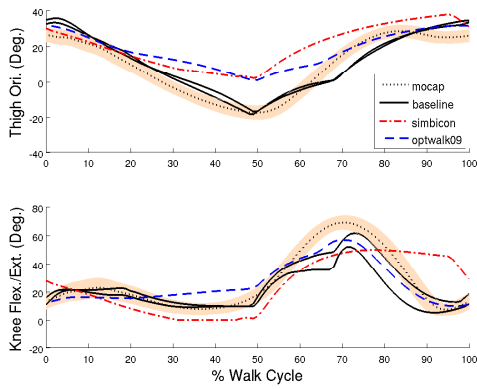 Thigh Ori. (Deg.)
40
20
0
-20
-40
0 10 20 30 40 50 60 70 80 90 100
mocap
baseline
simbicon
optwalk09
Knee Flex./Ext. (Deg.)
80
60
40
20
0
-20
0 10 20 30 40 50 60 70 80 90 100
% Walk Cycle